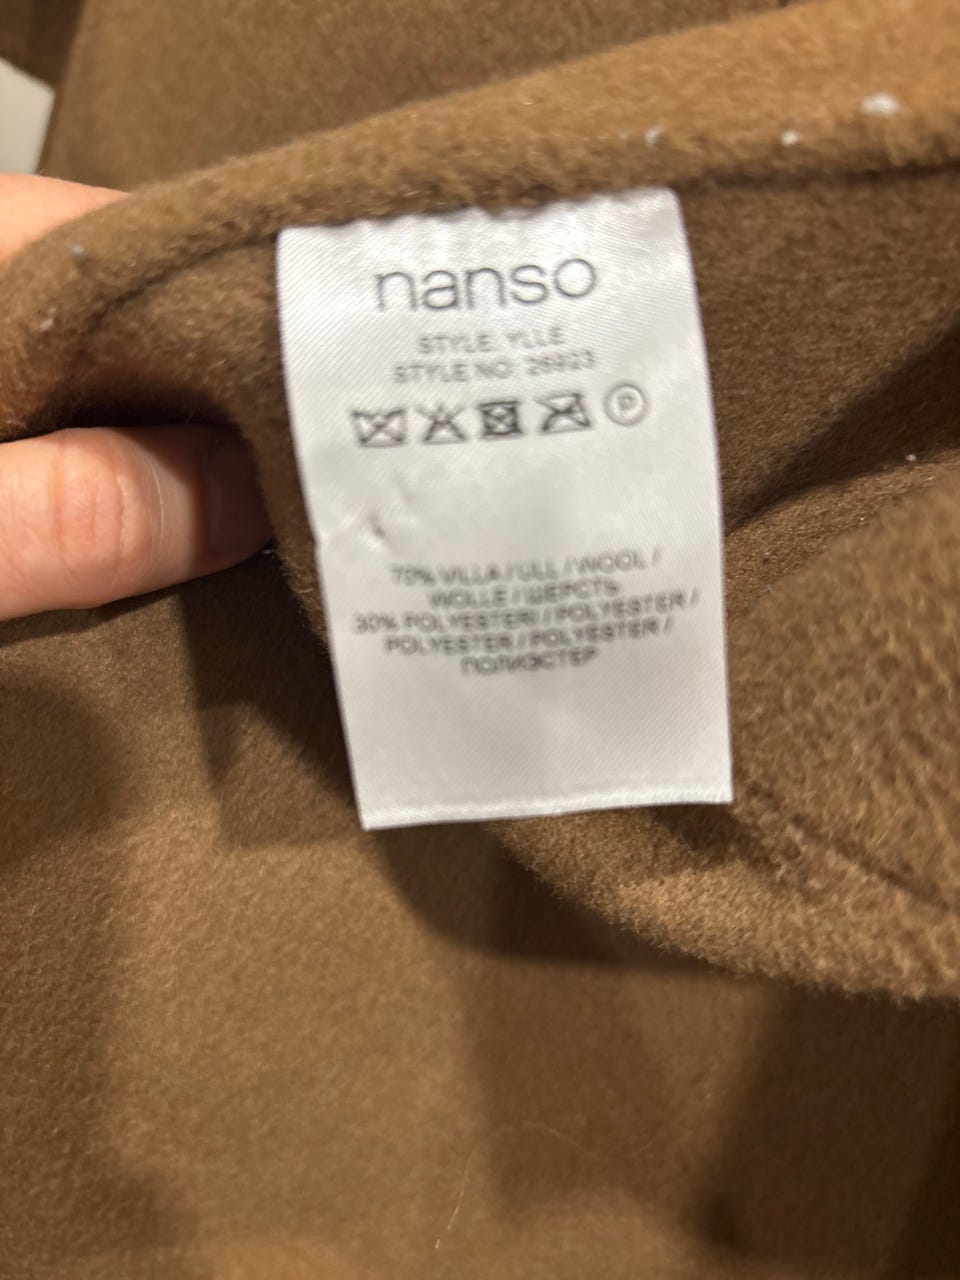 nanso
STYLE: YLLE
STYLE NO: 26923
P
70% VILLA / ULL / WOOL /
WOLLE / ШЕРСТЬ
30% POLYESTERI / POLYESTER /
POLYESTER / POLYESTER /
ПОЛИЭСТЕР